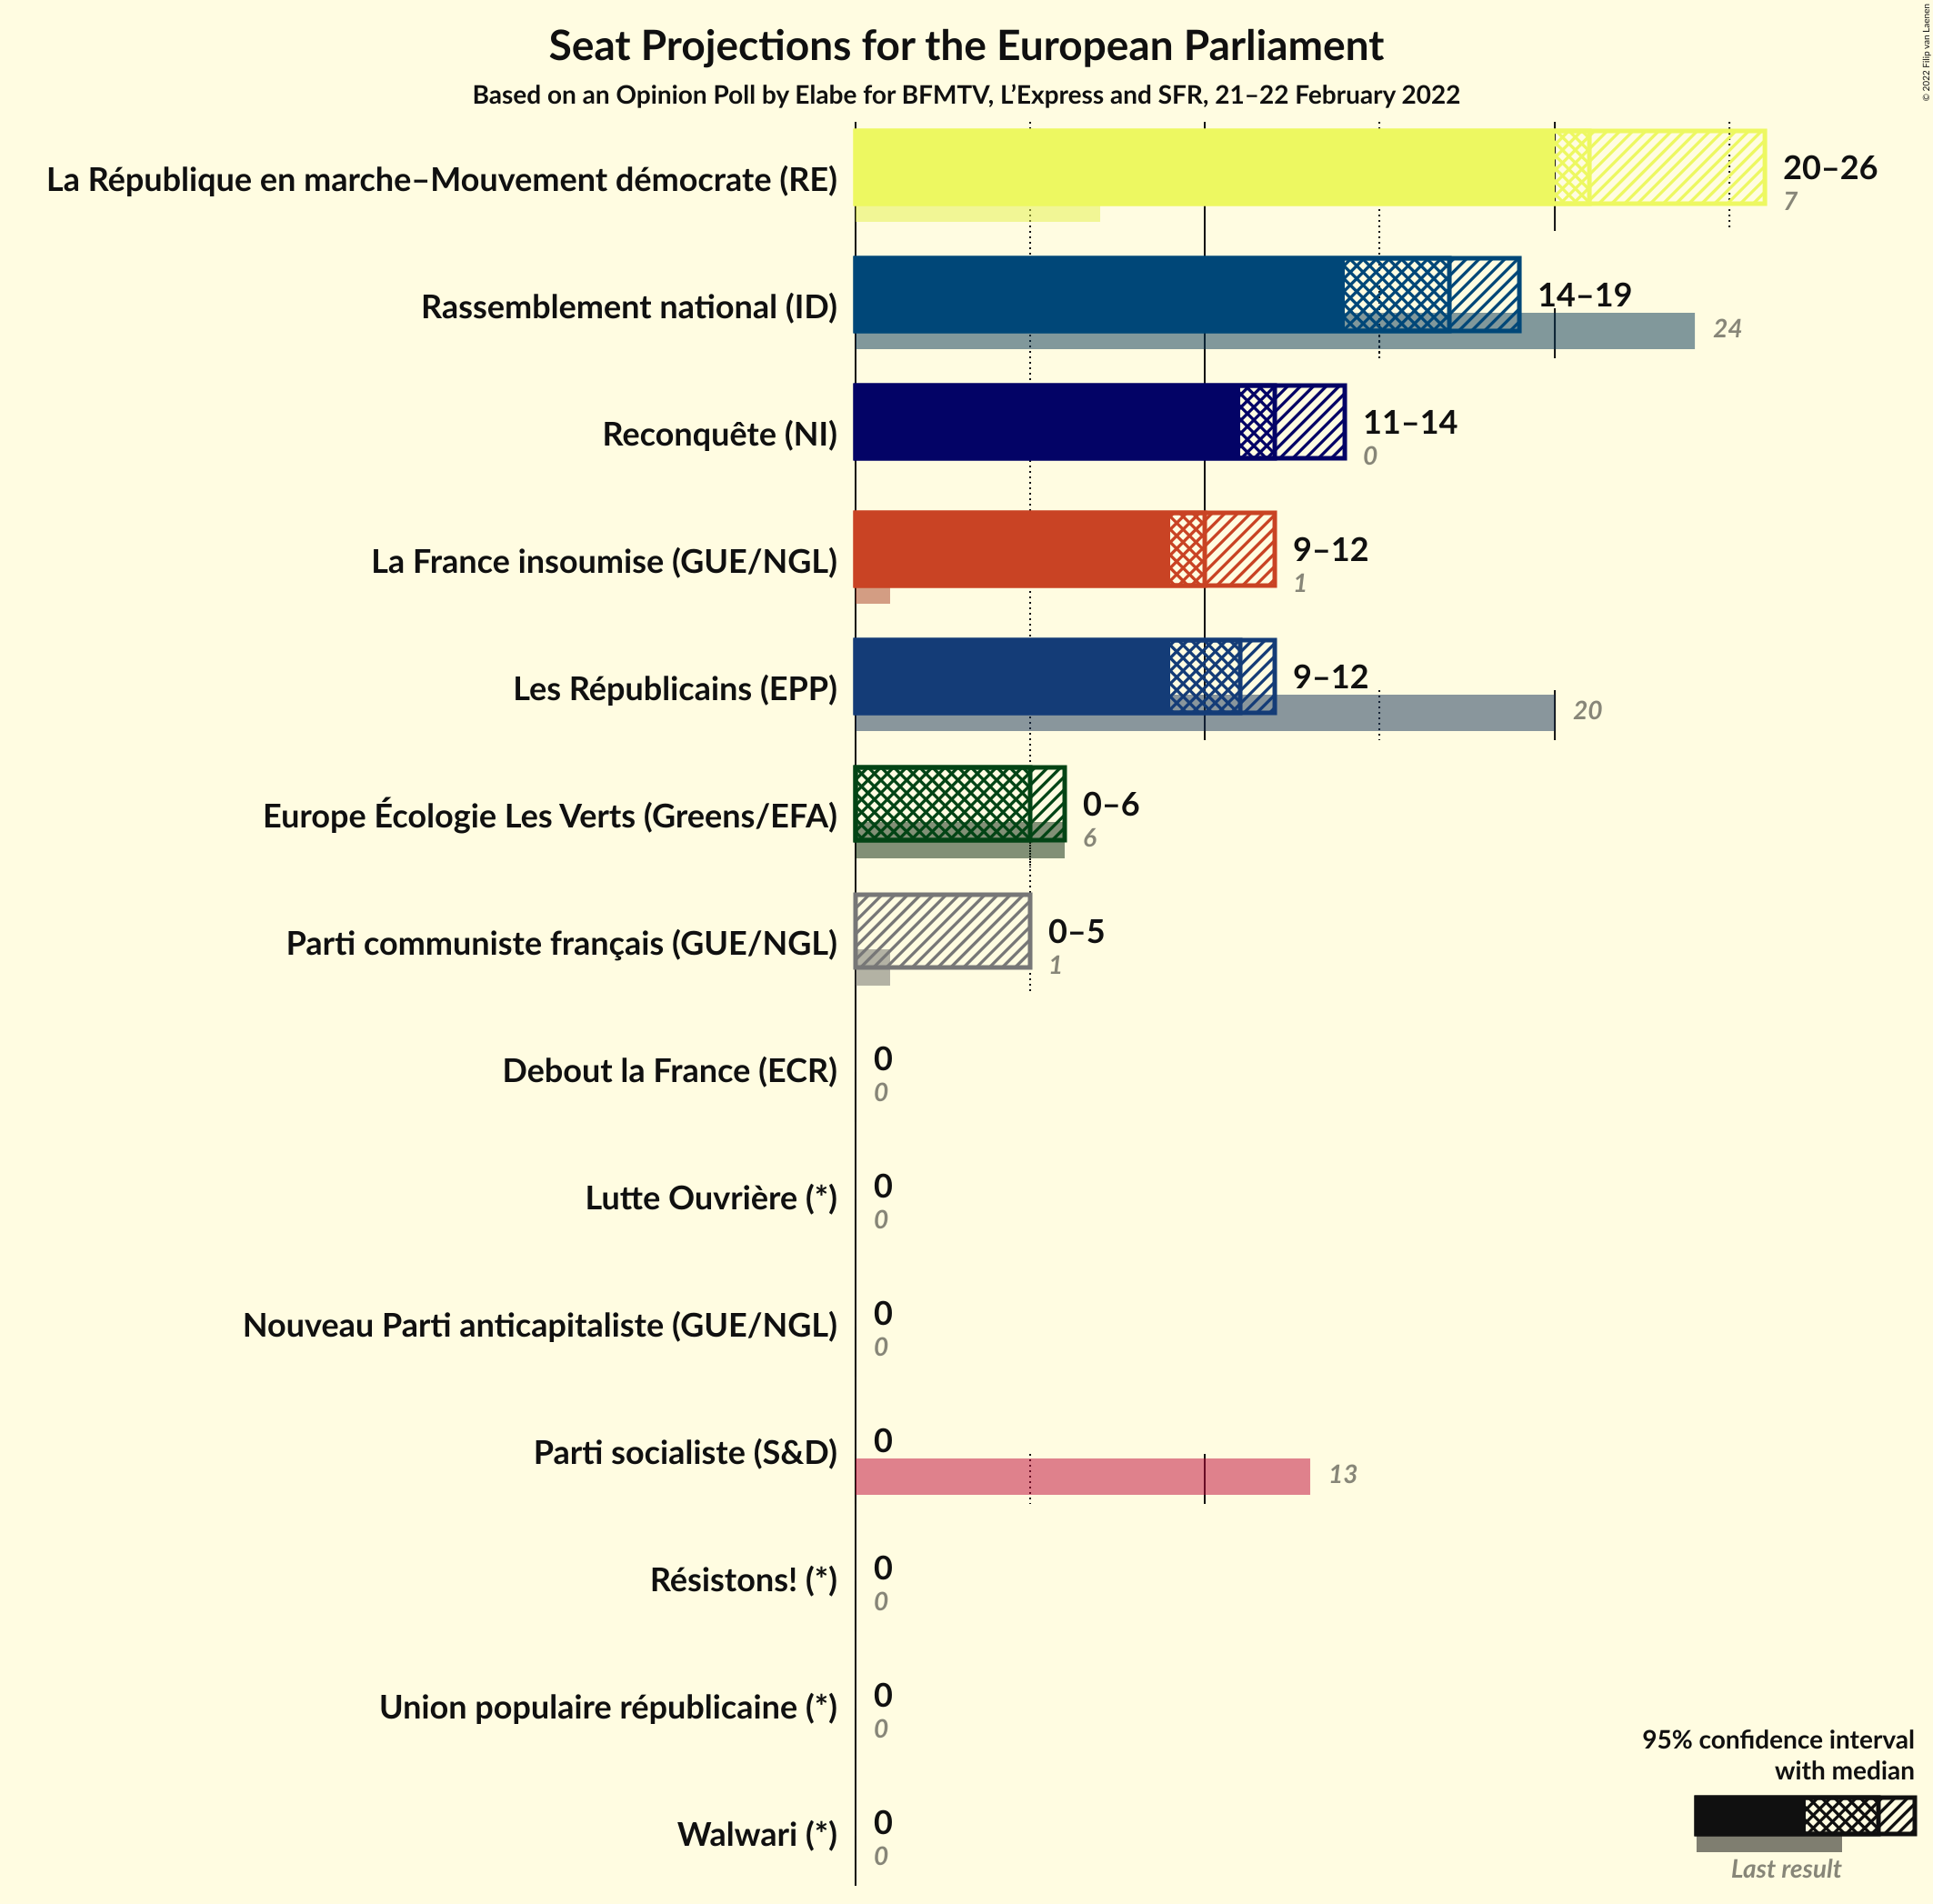 Seat Projections for the European Parliament
Based on an Opinion Poll by Elabe for BFMTV, L’Express and SFR, 21–22 February 2022
© 2022 Filip van Laenen
La République en marche–Mouvement démocrate (RE)
20–26
7
Rassemblement national (ID)
14–19
24
Reconquête (NI)
11–14
0
La France insoumise (GUE/NGL)
9–12
1
Les Républicains (EPP)
9–12
20
Europe Écologie Les Verts (Greens/EFA)
0–6
6
Parti communiste français (GUE/NGL)
0–5
1
Debout la France (ECR)
0
0
Lutte Ouvrière (*)
0
0
Nouveau Parti anticapitaliste (GUE/NGL)
0
0
Parti socialiste (S&D)
0
13
Résistons! (*)
0
0
Union populaire républicaine (*)
0
0
Walwari (*)
0
0
95% confidence interval
with median
Last result